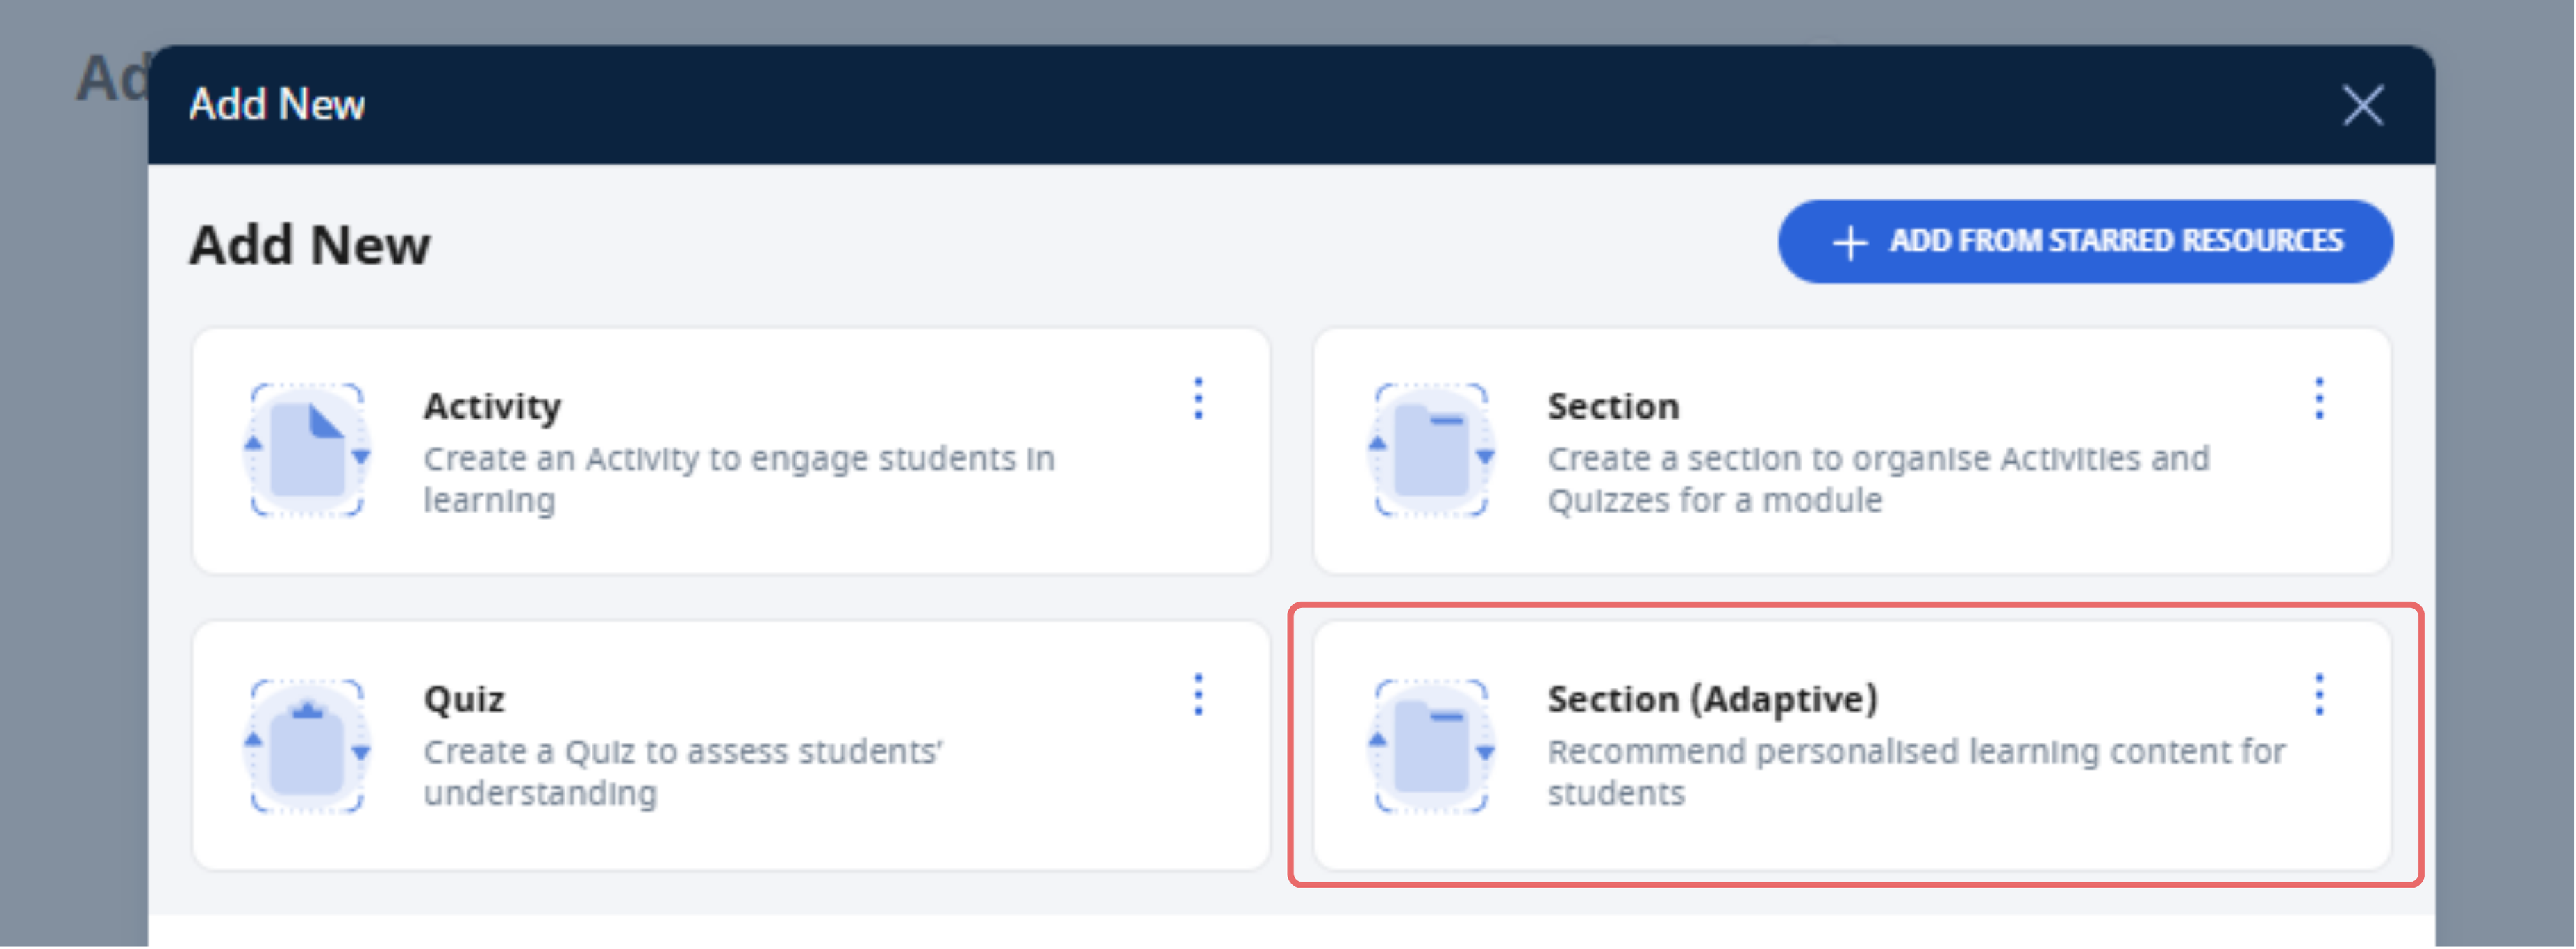 Ad
Add New
Add New
ADD FROM STARRED RESOURCES
Activity
Create an Activity to engage students in
learning
Section
Create a section to organise Activities and
Quizzes for a module
Quiz
Create a Quiz to assess students’
understanding
Section (Adaptive)
Recommend personalised learning content for
students